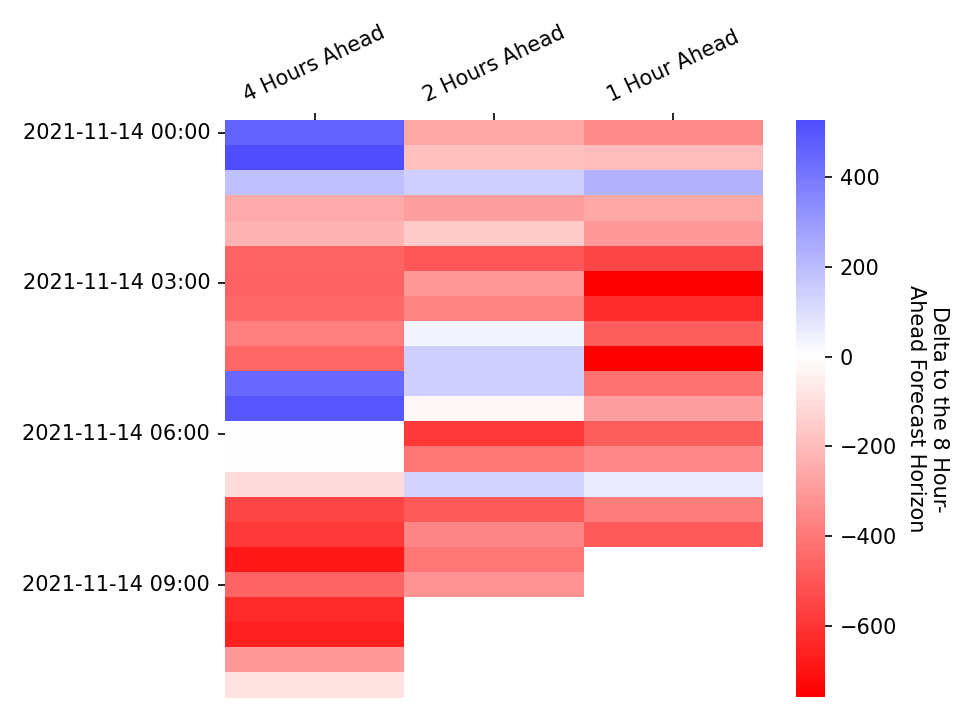 4 Hours Ahead
2 Hours Ahead
1 Hour Ahead
2021-11-14 00:00
2021-11-14 03:00
2021-11-14 06:00
2021-11-14 09:00
400
200
0
−200
−400
−600
Delta to the 8 Hour-
Ahead Forecast Horizon